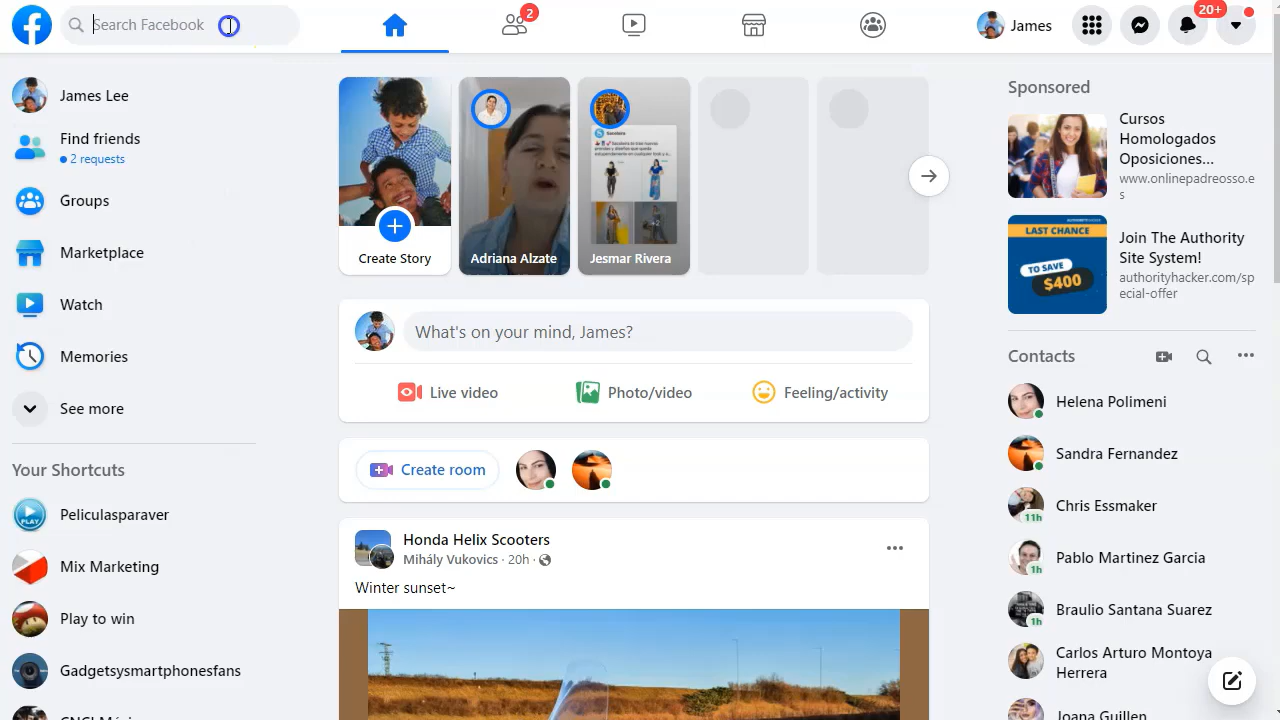 Search Facebook
2
James
20+
James Lee
Find friends
2 requests
Groups
Marketplace
Watch
Memories
See more
Your Shortcuts
Peliculasparaver
Mix Marketing
Play to win
Gadgetsysmartphonesfans
Create Story
Adriana Alzate
Jesmar Rivera
What's on your mind, James?
Live video
Photo/video
Feeling/activity
Create room
Honda Helix Scooters
Mihály Vukovics · 20h ·
Winter sunset~
Sponsored
Cursos
Homologados
Oposiciones...
www.onlinepadreosso.e
s
LAST CHANCE
TO SAVE
$400
Join The Authority
Site System!
authorityhacker.com/sp
ecial-offer
Contacts
Helena Polimeni
Sandra Fernandez
Chris Essmaker
11h
Pablo Martinez Garcia
1h
Braulio Santana Suarez
1h
Carlos Arturo Montoya
Herrera
Joana Guillen
PLAY